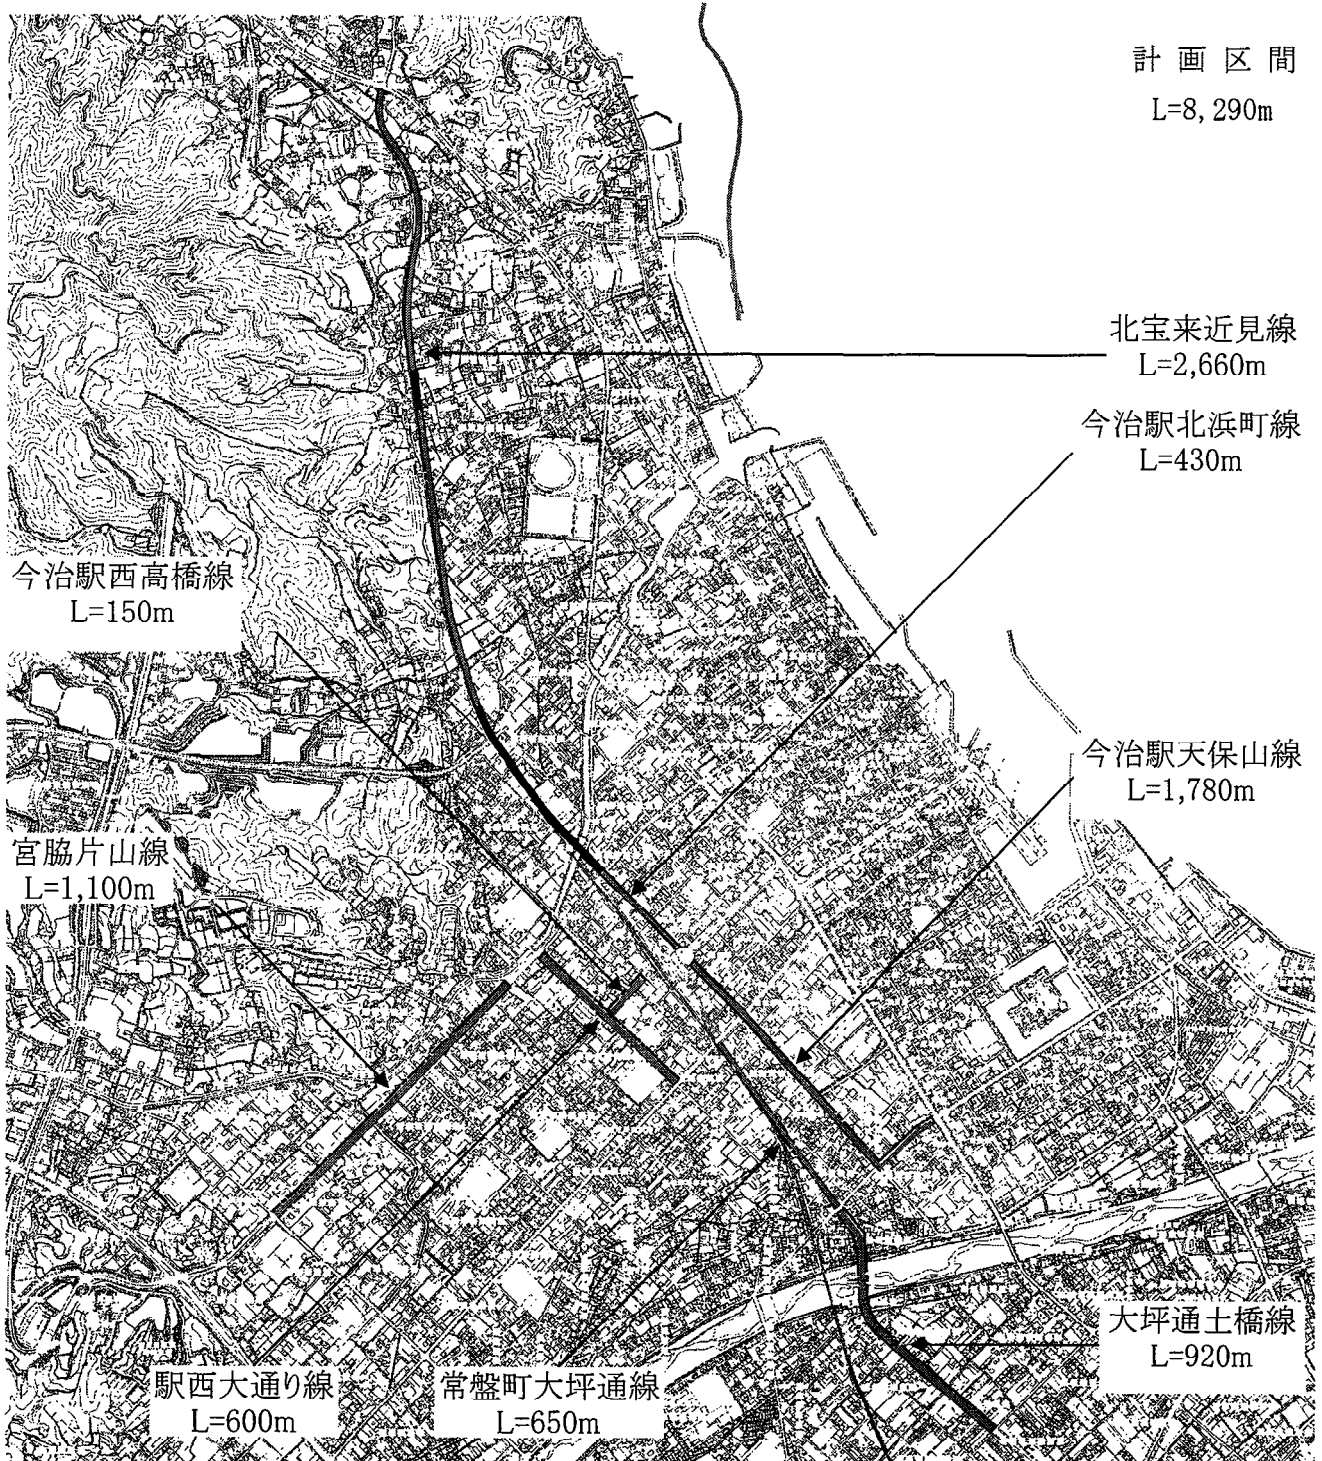 計画区間
L=8,290m
北宝来近見線
L=2,660m
今治駅北浜町線
L=430m
今治駅西高橋線
L=150m
今治駅天保山線
L=1,780m
宮脇片山線
L=1,100m
大坪通土橋線
L=920m
駅西大通り線
L=600m
常盤町大坪通線
L=650m